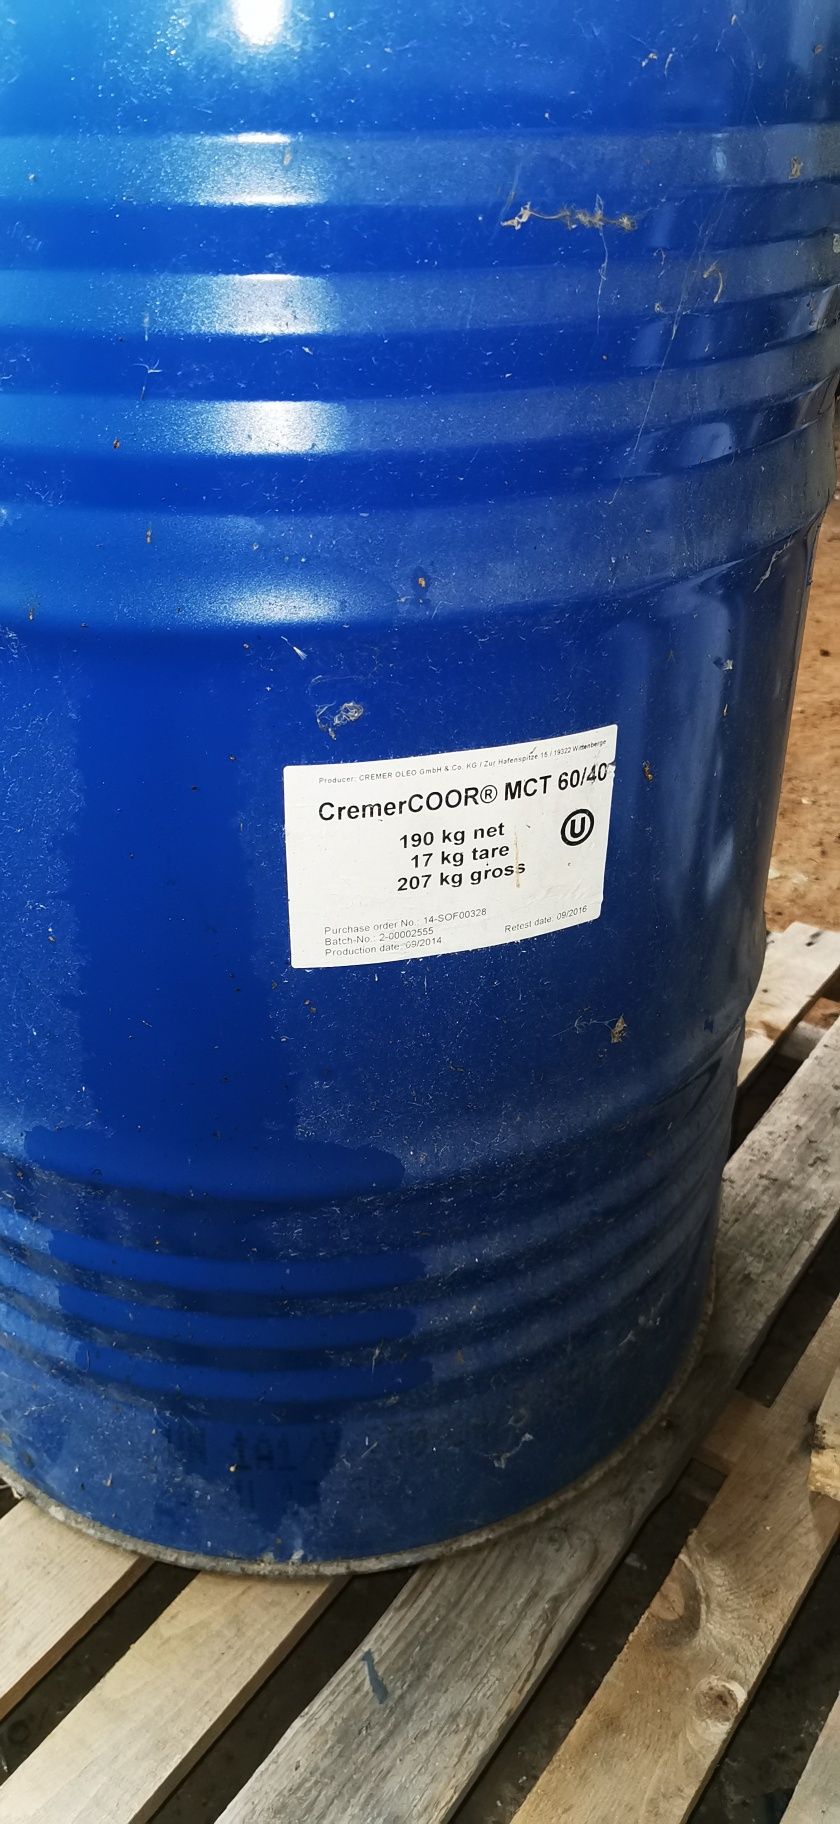 Producer: CREMER OLEO GmbH & Co. KG / Zur Hafenspitze 15 / 19322 Wittenberge
CremerCOOR® MCT 60/40
190 kg net
U
17 kg tare
207 kg gross
Purchase order No.: 14-SOF00328
Batch-No.: 2-00002555
Retest date: 09/2016
Production date: 09/2014
1A1